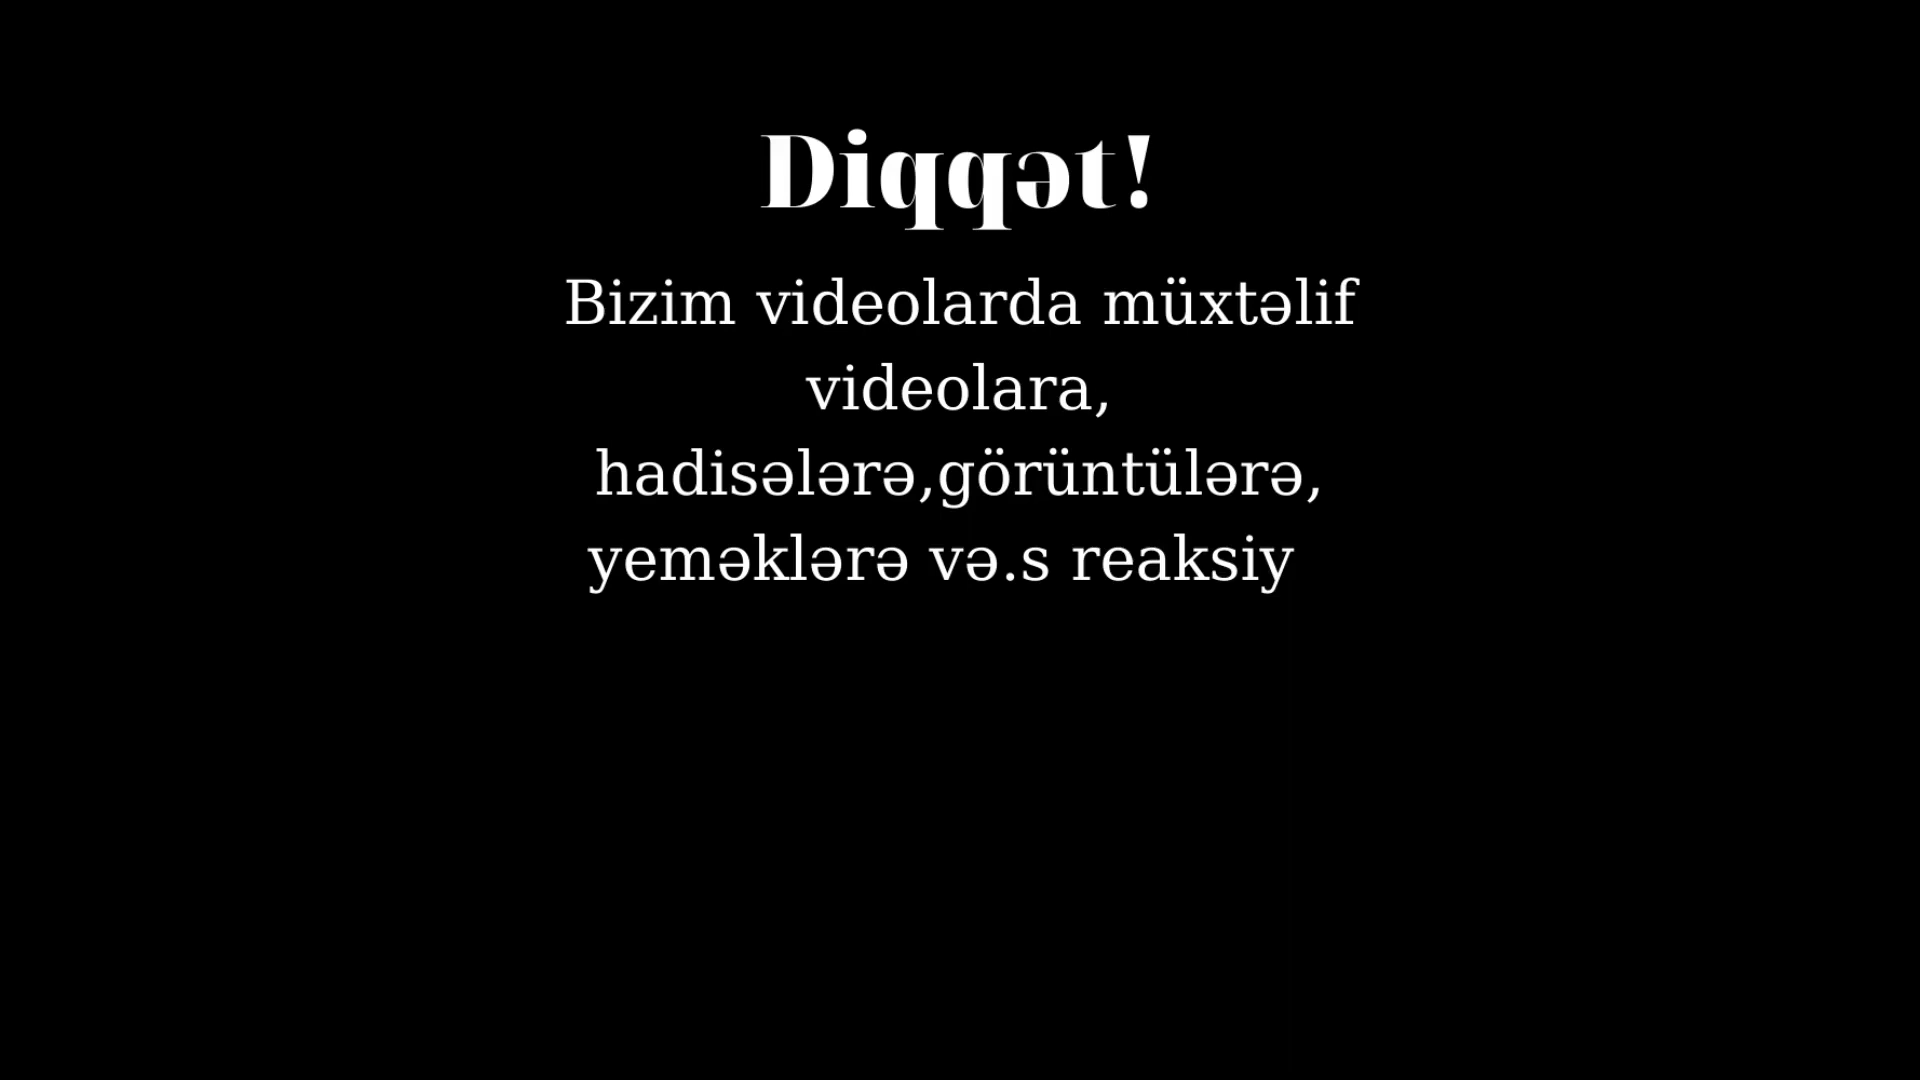 Diqqət!
Bizim videolarda müxtəlif
videolara,
hadisələrə,görüntülərə,
yeməklərə və.s reaksiy